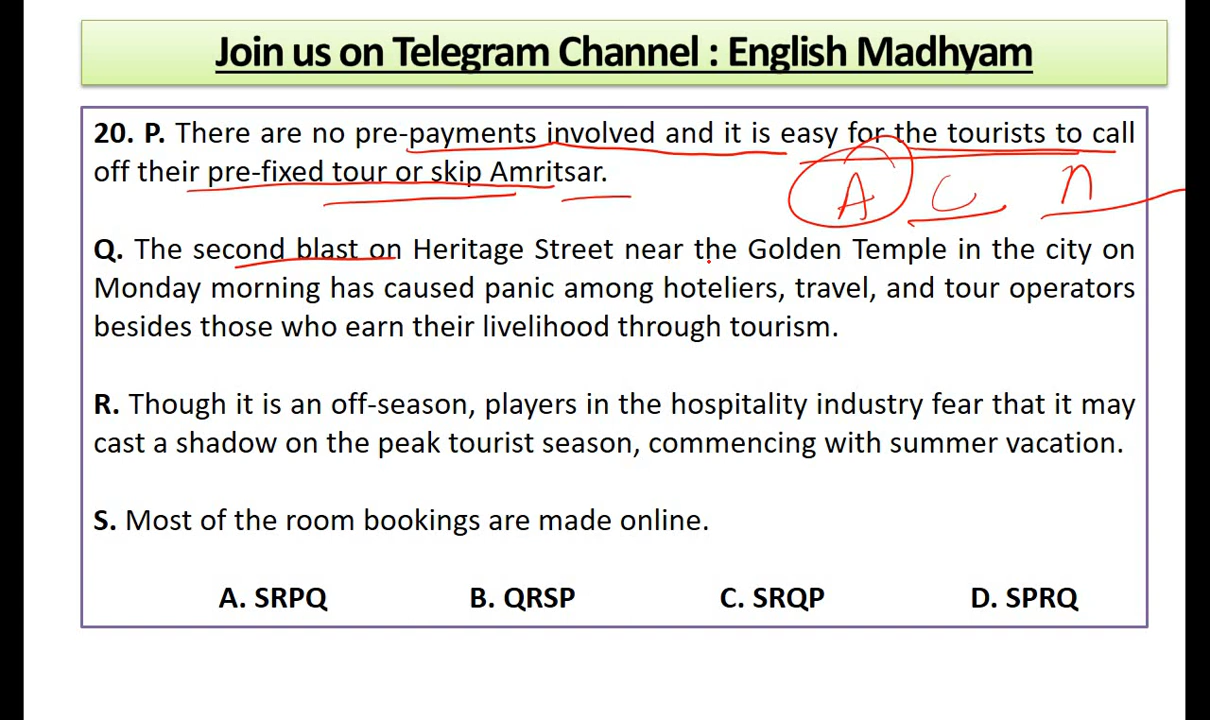 Join us on Telegram Channel : English Madhyam
20. P. There are no pre-payments involved and it is easy for the tourists to call
off their pre-fixed tour or skip Amritsar.
A C n
Q. The second blast on Heritage Street near the Golden Temple in the city on
Monday morning has caused panic among hoteliers, travel, and tour operators
besides those who earn their livelihood through tourism.
R. Though it is an off-season, players in the hospitality industry fear that it may
cast a shadow on the peak tourist season, commencing with summer vacation.
S. Most of the room bookings are made online.
A. SRPQ B. QRSP C. SRQP D. SPRQ